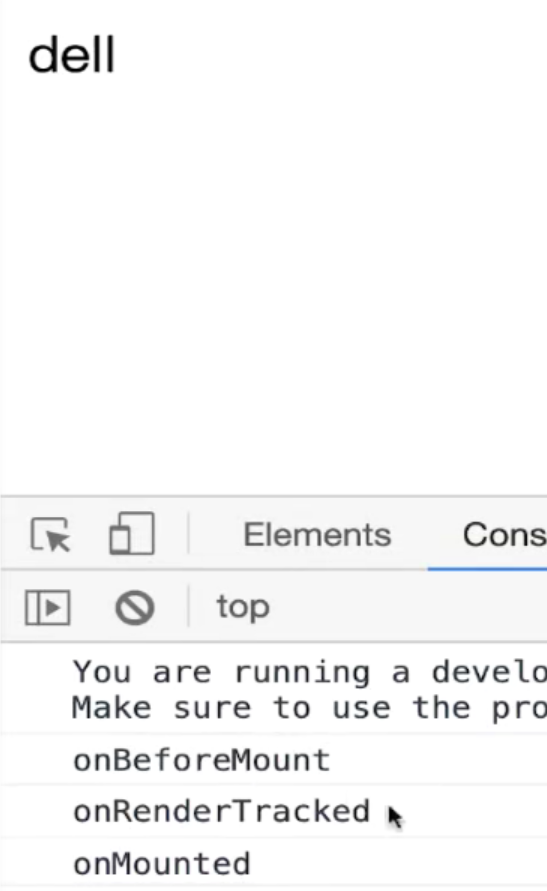 dell
Elements Cons
top
You are running a develo
Make sure to use the pro
onBeforeMount
onRenderTracked
onMounted